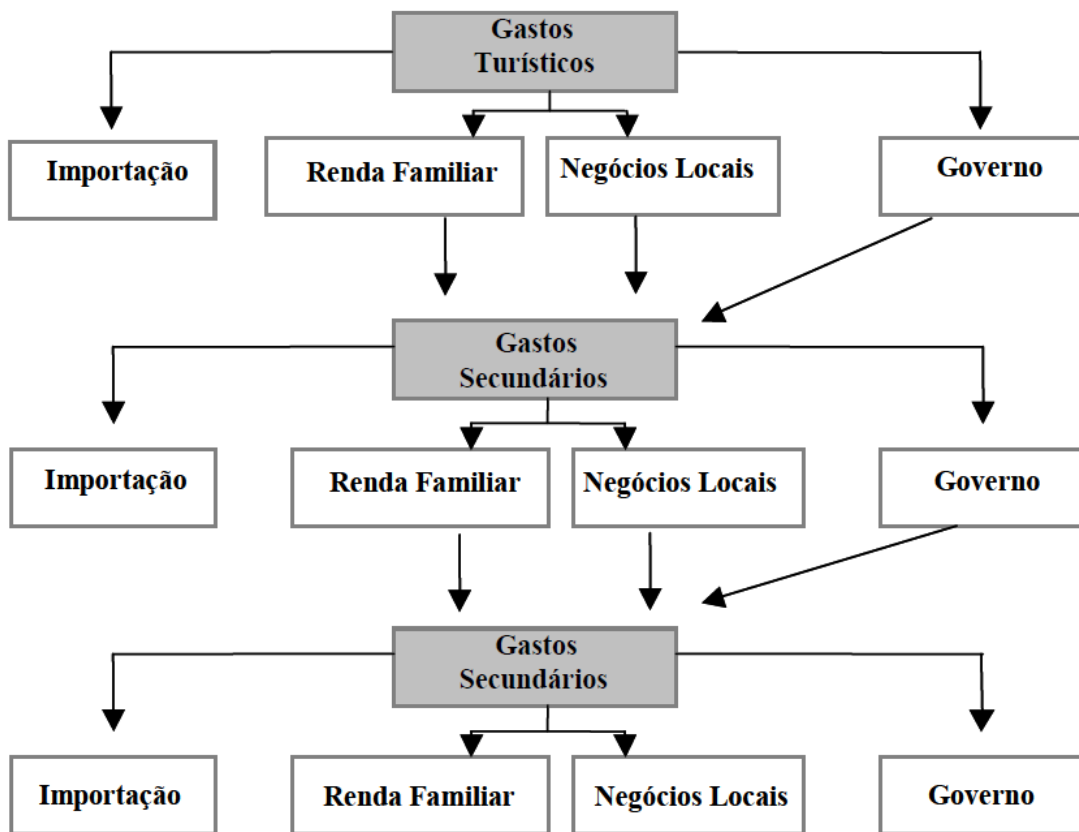 Gastos
Turísticos
Importação
Renda Familiar
Negócios Locais
Governo
Gastos
Secundários
Importação
Renda Familiar
Negócios Locais
Governo
Gastos
Secundários
Importação
Renda Familiar
Negócios Locais
Governo